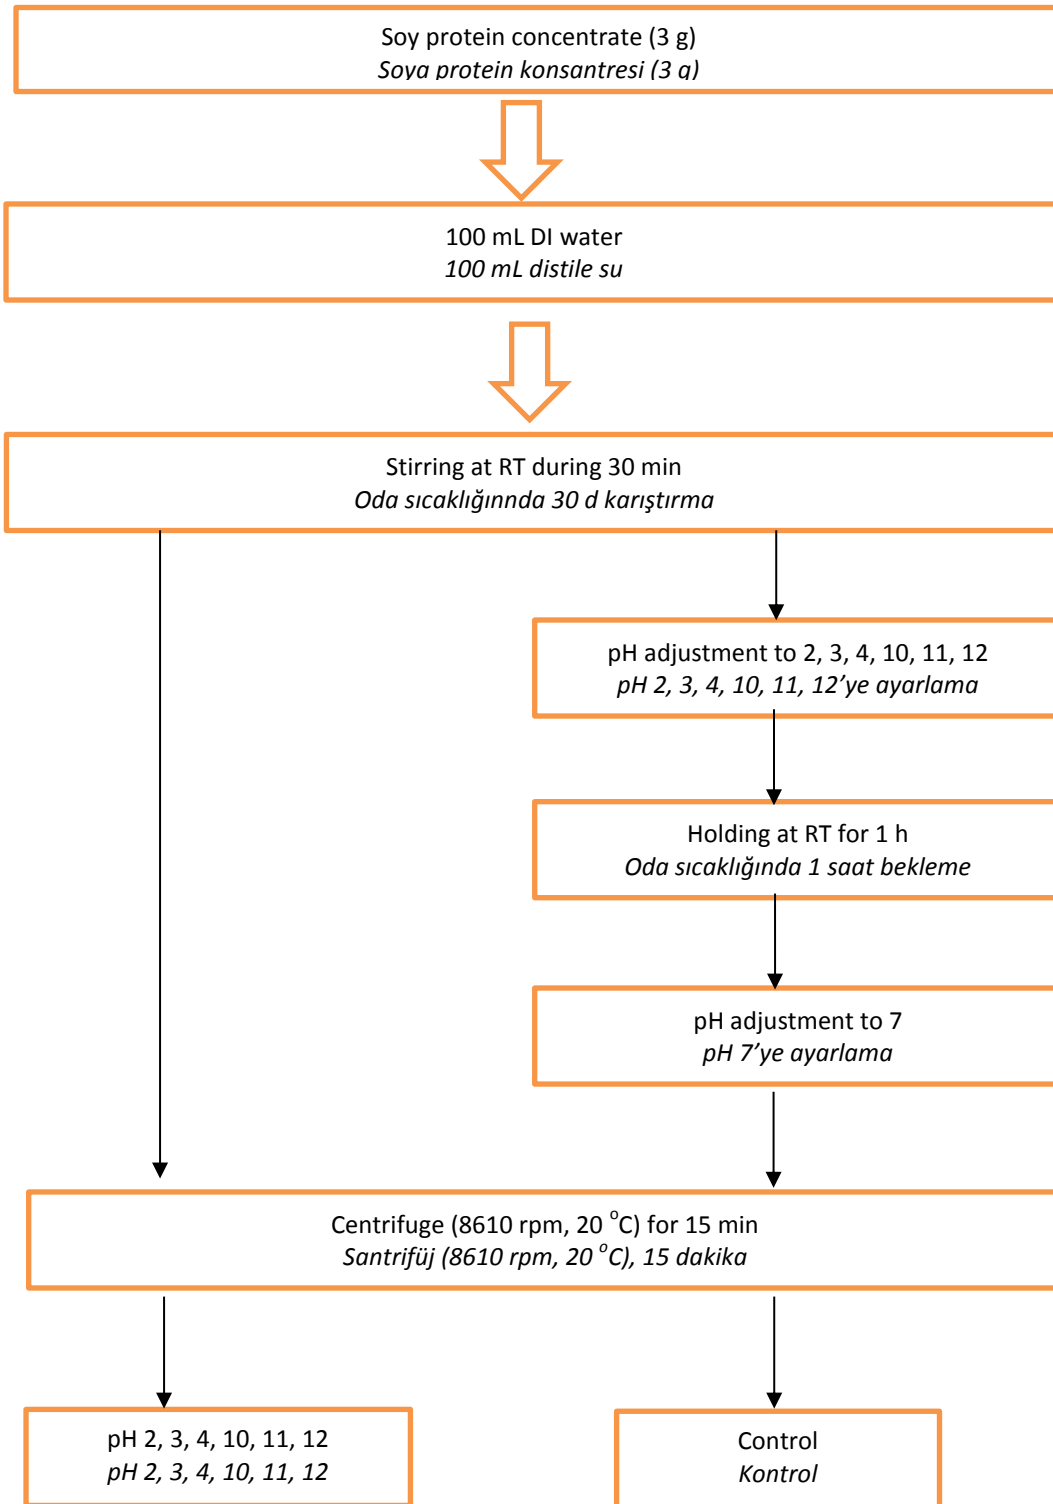 Soy protein concentrate (3 g)
Soya protein konsantresi (3 g)
100 mL DI water
100 mL distile su
Stirring at RT during 30 min
Oda sıcaklığınnda 30 d karıştırma
pH adjustment to 2, 3, 4, 10, 11, 12
pH 2, 3, 4, 10, 11, 12’ye ayarlama
Holding at RT for 1 h
Oda sıcaklığında 1 saat bekleme
pH adjustment to 7
pH 7’ye ayarlama
Centrifuge (8610 rpm, 20 °C) for 15 min
Santrifüj (8610 rpm, 20 °C), 15 dakika
pH 2, 3, 4, 10, 11, 12
pH 2, 3, 4, 10, 11, 12
Control
Kontrol